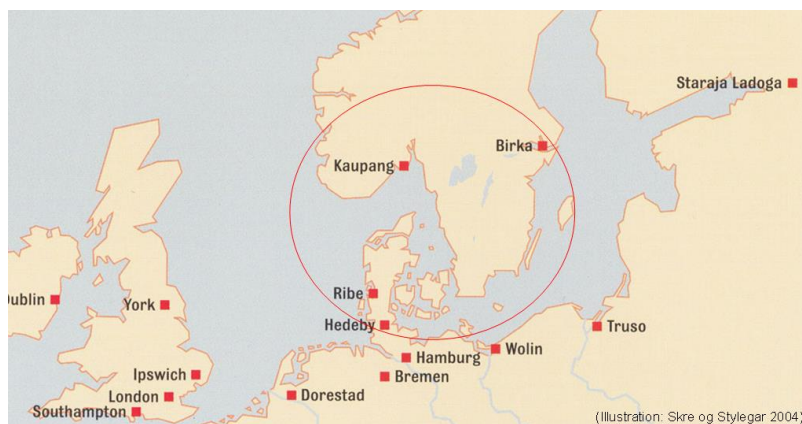 Staraja Ladoga
Birka
Kaupang
Ribe
Dublin
York
Hedeby
Truso
Wolin
Hamburg
Ipswich
Bremen
London
Dorestad
Southampton
(Illustration: Skre og Stylegar 2004)